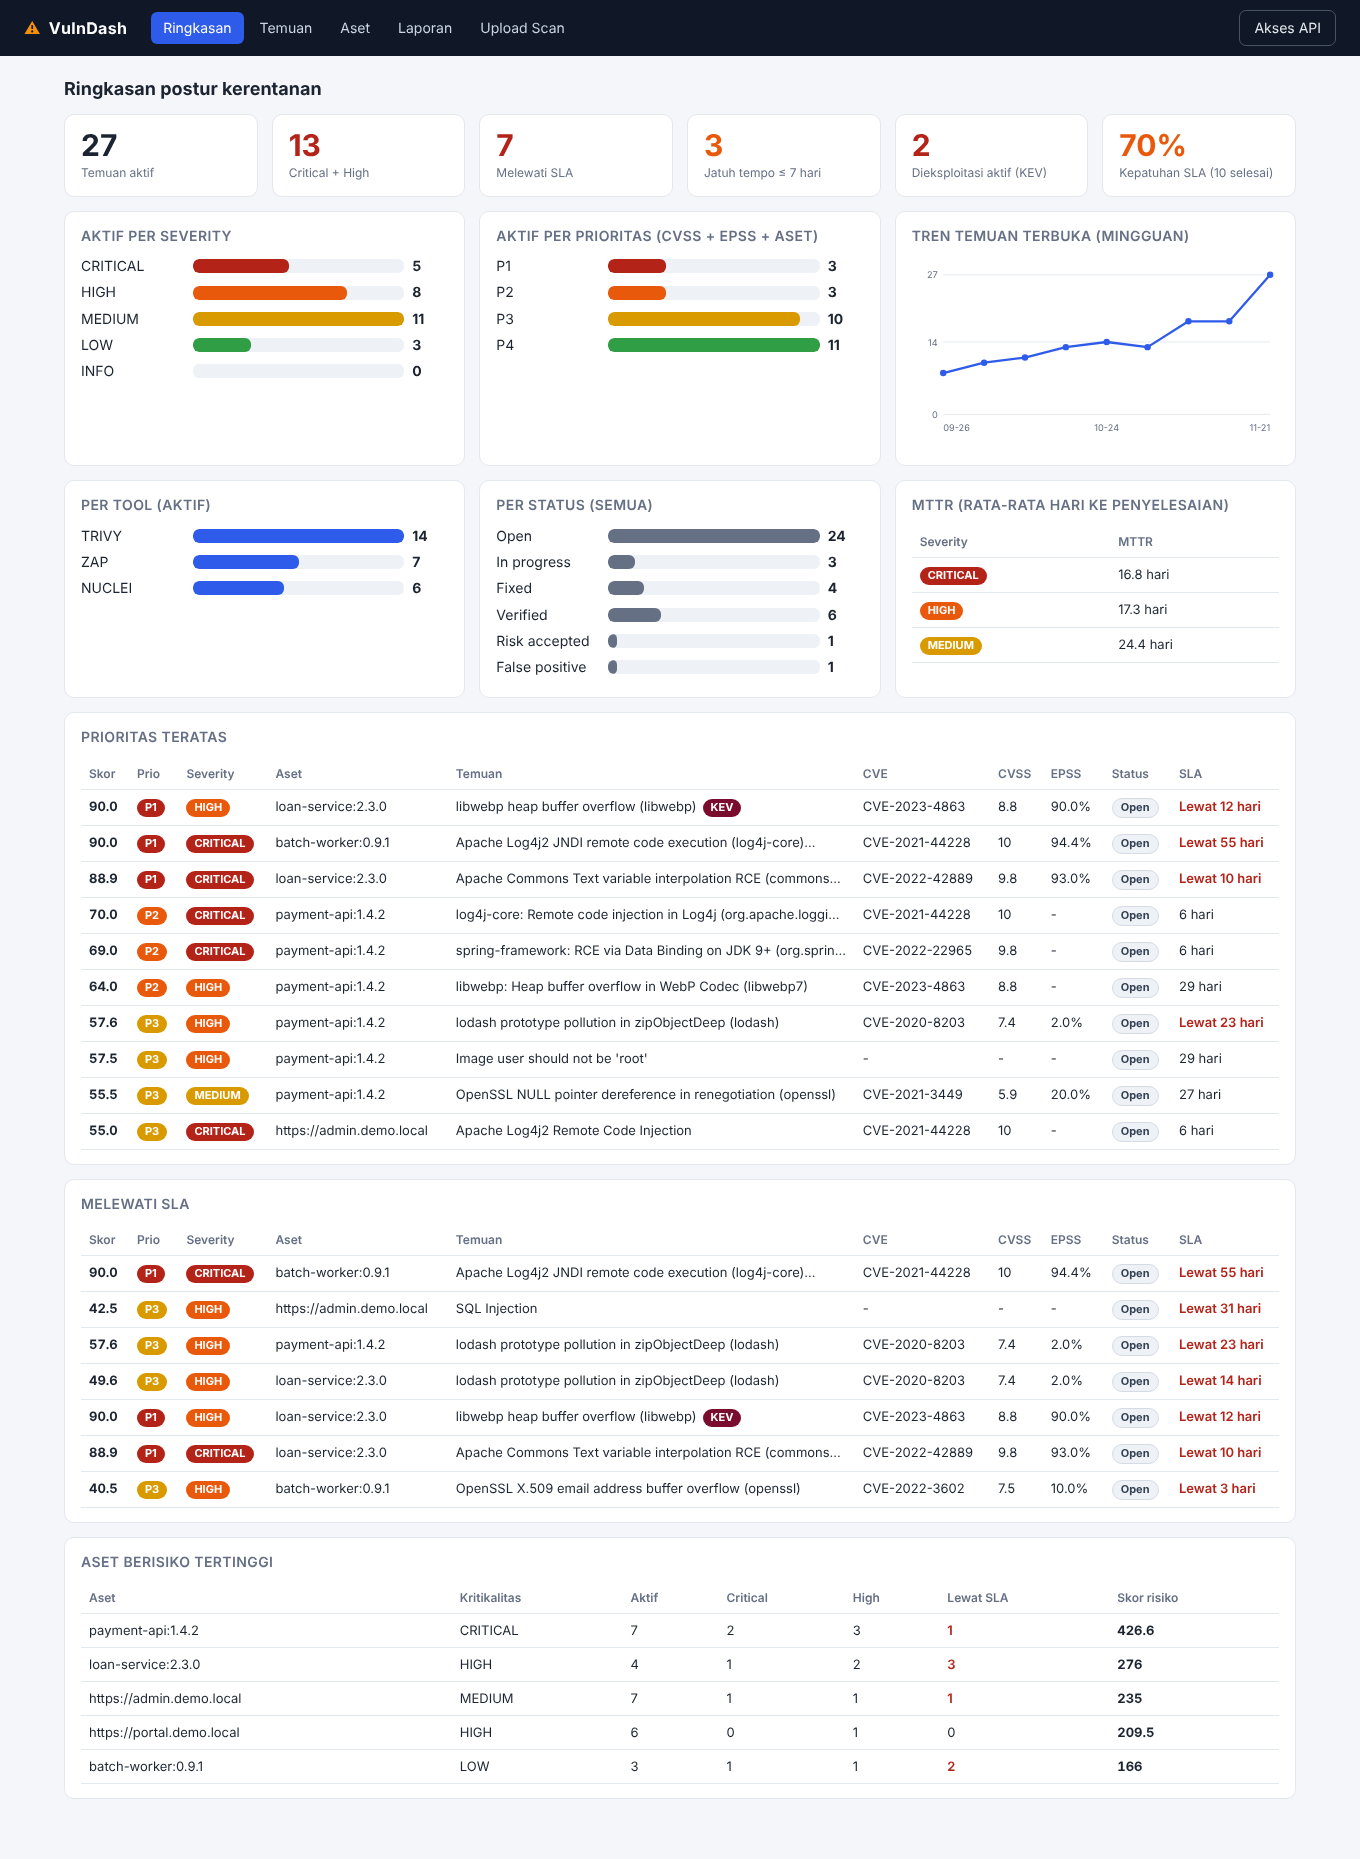 VulnDash Ringkasan Temuan Aset Laporan Upload Scan Akses API
Ringkasan postur kerentanan
27 13 7 3 2 70%
Temuan aktif Critical + High Melewati SLA Jatuh tempo ≤ 7 hari Dieksploitasi aktif (KEV) Kepatuhan SLA (10 selesai)
AKTIF PER SEVERITY
CRITICAL 5
HIGH 8
MEDIUM 11
LOW 3
INFO 0
AKTIF PER PRIORITAS (CVSS + EPSS + ASET)
P1 3
P2 3
P3 10
P4 11
TREN TEMUAN TERBUKA (MINGGUAN)
27
14
0
09-26 10-24 11-21
PER TOOL (AKTIF)
TRIVY 14
ZAP 7
NUCLEI 6
PER STATUS (SEMUA)
Open 24
In progress 3
Fixed 4
Verified 6
Risk accepted 1
False positive 1
MTTR (RATA-RATA HARI KE PENYELESAIAN)
Severity MTTR
CRITICAL 16.8 hari
HIGH 17.3 hari
MEDIUM 24.4 hari
PRIORITAS TERATAS
Skor Prio Severity Aset Temuan CVE CVSS EPSS Status SLA
90.0 P1 HIGH loan-service:2.3.0 libwebp heap buffer overflow (libwebp) KEV CVE-2023-4863 8.8 90.0% Open Lewat 12 hari
90.0 P1 CRITICAL batch-worker:0.9.1 Apache Log4j2 JNDI remote code execution (log4j-core)... CVE-2021-44228 10 94.4% Open Lewat 55 hari
88.9 P1 CRITICAL loan-service:2.3.0 Apache Commons Text variable interpolation RCE (commons... CVE-2022-42889 9.8 93.0% Open Lewat 10 hari
70.0 P2 CRITICAL payment-api:1.4.2 log4j-core: Remote code injection in Log4j (org.apache.loggi... CVE-2021-44228 10 - Open 6 hari
69.0 P2 CRITICAL payment-api:1.4.2 spring-framework: RCE via Data Binding on JDK 9+ (org.sprin... CVE-2022-22965 9.8 - Open 6 hari
64.0 P2 HIGH payment-api:1.4.2 libwebp: Heap buffer overflow in WebP Codec (libwebp7) CVE-2023-4863 8.8 - Open 29 hari
57.6 P3 HIGH payment-api:1.4.2 lodash prototype pollution in zipObjectDeep (lodash) CVE-2020-8203 7.4 2.0% Open Lewat 23 hari
57.5 P3 HIGH payment-api:1.4.2 Image user should not be 'root' - - - Open 29 hari
55.5 P3 MEDIUM payment-api:1.4.2 OpenSSL NULL pointer dereference in renegotiation (openssl) CVE-2021-3449 5.9 20.0% Open 27 hari
55.0 P3 CRITICAL https://admin.demo.local Apache Log4j2 Remote Code Injection CVE-2021-44228 10 - Open 6 hari
MELEWATI SLA
Skor Prio Severity Aset Temuan CVE CVSS EPSS Status SLA
90.0 P1 CRITICAL batch-worker:0.9.1 Apache Log4j2 JNDI remote code execution (log4j-core)... CVE-2021-44228 10 94.4% Open Lewat 55 hari
42.5 P3 HIGH https://admin.demo.local SQL Injection - - - Open Lewat 31 hari
57.6 P3 HIGH payment-api:1.4.2 lodash prototype pollution in zipObjectDeep (lodash) CVE-2020-8203 7.4 2.0% Open Lewat 23 hari
49.6 P3 HIGH loan-service:2.3.0 lodash prototype pollution in zipObjectDeep (lodash) CVE-2020-8203 7.4 2.0% Open Lewat 14 hari
90.0 P1 HIGH loan-service:2.3.0 libwebp heap buffer overflow (libwebp) KEV CVE-2023-4863 8.8 90.0% Open Lewat 12 hari
88.9 P1 CRITICAL loan-service:2.3.0 Apache Commons Text variable interpolation RCE (commons... CVE-2022-42889 9.8 93.0% Open Lewat 10 hari
40.5 P3 HIGH batch-worker:0.9.1 OpenSSL X.509 email address buffer overflow (openssl) CVE-2022-3602 7.5 10.0% Open Lewat 3 hari
ASET BERISIKO TERTINGGI
Aset Kritikalitas Aktif Critical High Lewat SLA Skor risiko
payment-api:1.4.2 CRITICAL 7 2 3 1 426.6
loan-service:2.3.0 HIGH 4 1 2 3 276
https://admin.demo.local MEDIUM 7 1 1 1 235
https://portal.demo.local HIGH 6 0 1 0 209.5
batch-worker:0.9.1 LOW 3 1 1 2 166